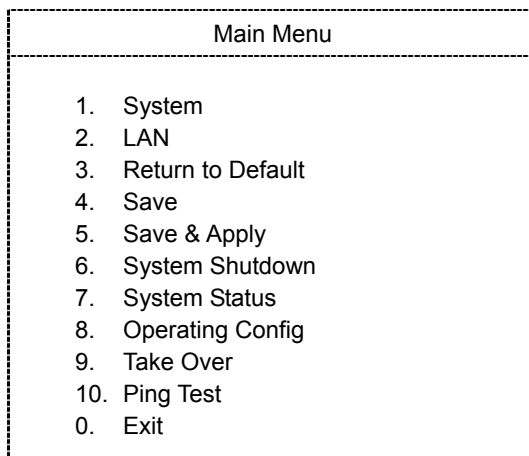 Main Menu
1. System
2. LAN
3. Return to Default
4. Save
5. Save & Apply
6. System Shutdown
7. System Status
8. Operating Config
9. Take Over
10. Ping Test
0. Exit